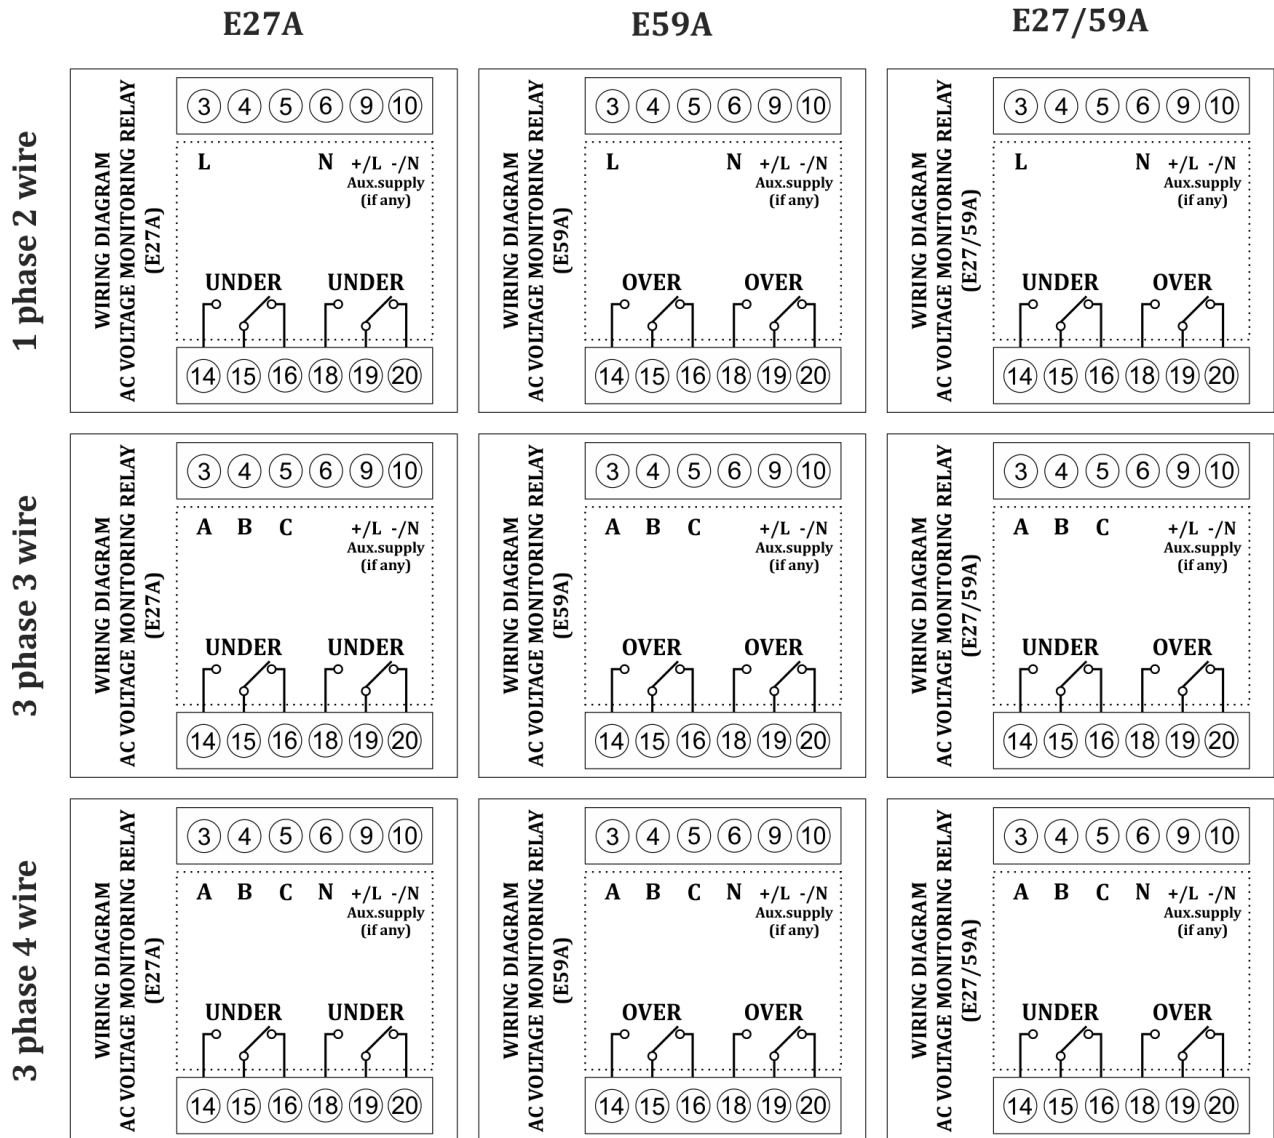 E27A E59A E27/59A
1 phase 2 wire
WIRING DIAGRAM
AC VOLTAGE MONITORING RELAY
(E27A)
3 4 5 6 9 10
L N +/L -/N
Aux.supply
(if any)
UNDER UNDER
14 15 16 18 19 20
WIRING DIAGRAM
AC VOLTAGE MONITORING RELAY
(E59A)
3 4 5 6 9 10
L N +/L -/N
Aux.supply
(if any)
OVER OVER
14 15 16 18 19 20
WIRING DIAGRAM
AC VOLTAGE MONITORING RELAY
(E27/59A)
3 4 5 6 9 10
L N +/L -/N
Aux.supply
(if any)
UNDER OVER
14 15 16 18 19 20
3 phase 3 wire
WIRING DIAGRAM
AC VOLTAGE MONITORING RELAY
(E27A)
3 4 5 6 9 10
A B C +/L -/N
Aux.supply
(if any)
UNDER UNDER
14 15 16 18 19 20
WIRING DIAGRAM
AC VOLTAGE MONITORING RELAY
(E59A)
3 4 5 6 9 10
A B C +/L -/N
Aux.supply
(if any)
OVER OVER
14 15 16 18 19 20
WIRING DIAGRAM
AC VOLTAGE MONITORING RELAY
(E27/59A)
3 4 5 6 9 10
A B C +/L -/N
Aux.supply
(if any)
UNDER OVER
14 15 16 18 19 20
3 phase 4 wire
WIRING DIAGRAM
AC VOLTAGE MONITORING RELAY
(E27A)
3 4 5 6 9 10
A B C N +/L -/N
Aux.supply
(if any)
UNDER UNDER
14 15 16 18 19 20
WIRING DIAGRAM
AC VOLTAGE MONITORING RELAY
(E59A)
3 4 5 6 9 10
A B C N +/L -/N
Aux.supply
(if any)
OVER OVER
14 15 16 18 19 20
WIRING DIAGRAM
AC VOLTAGE MONITORING RELAY
(E27/59A)
3 4 5 6 9 10
A B C N +/L -/N
Aux.supply
(if any)
UNDER OVER
14 15 16 18 19 20